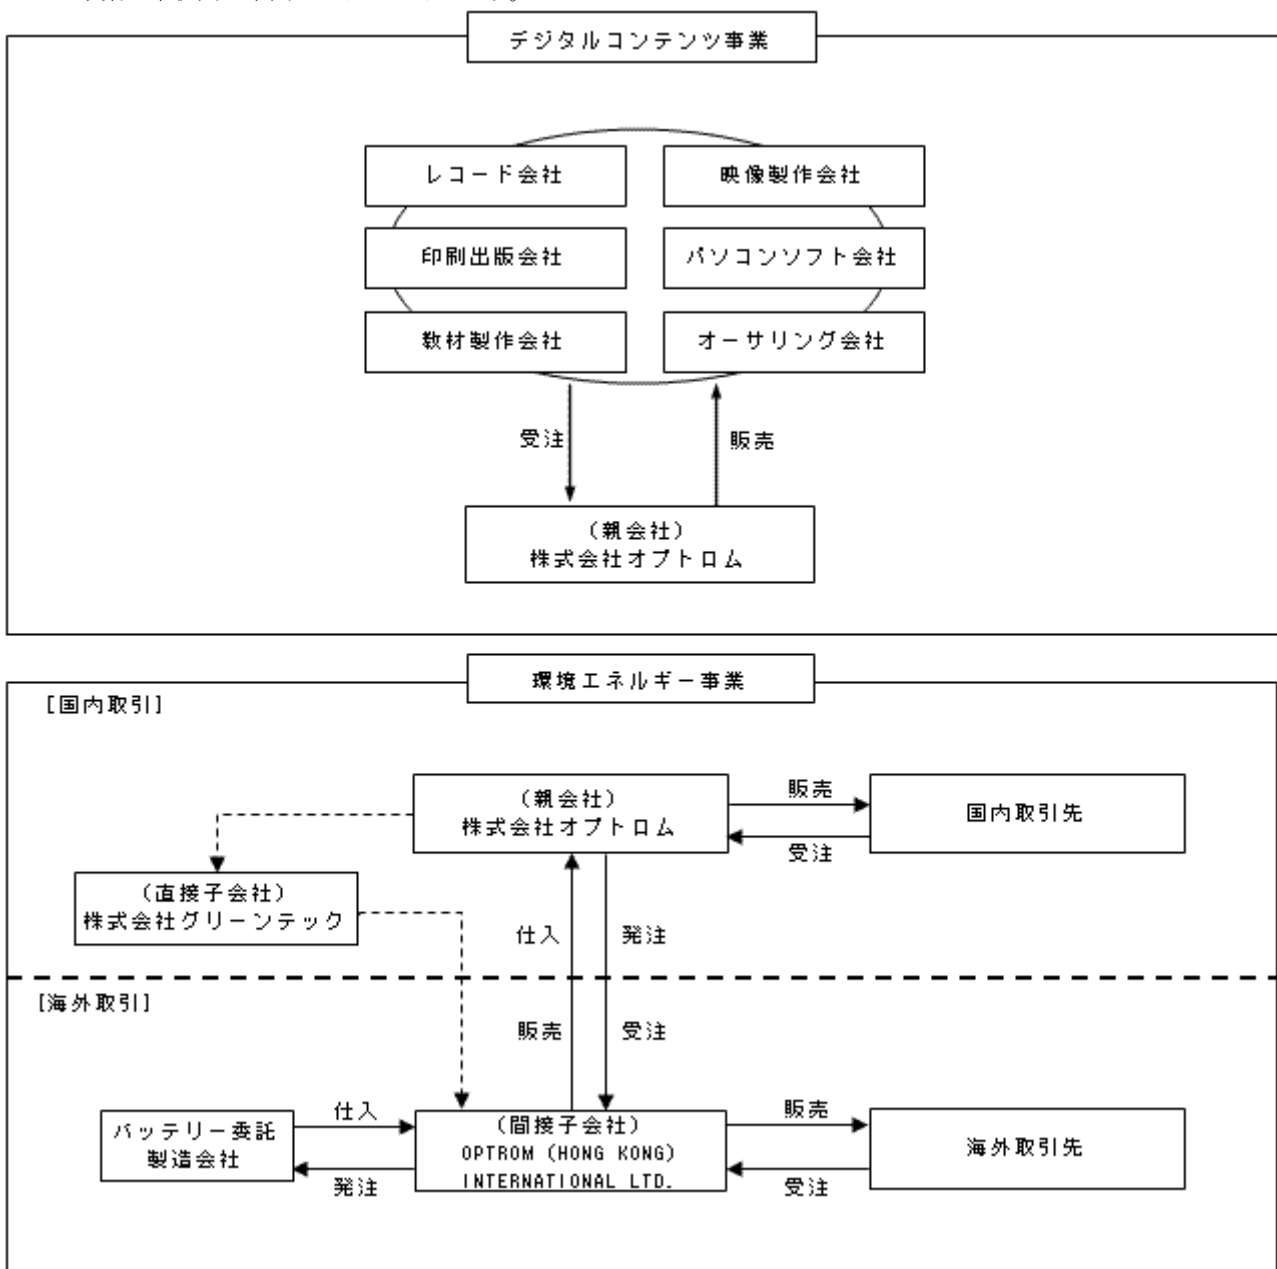 デジタルコンテンツ事業
レコード会社
映像製作会社
印刷出版会社
パソコンソフト会社
教材製作会社
オーサリング会社
受注
販売
(親会社)
株式会社オプトロム
環境エネルギー事業
[国内取引]
(親会社)
株式会社オプトロム
販売
受注
国内取引先
(直接子会社)
株式会社グリーンテック
仕入
発注
[海外取引]
販売
受注
バッテリー委託
製造会社
仕入
発注
(間接子会社)
OPTROM (HONG KONG)
INTERNATIONAL LTD.
販売
受注
海外取引先